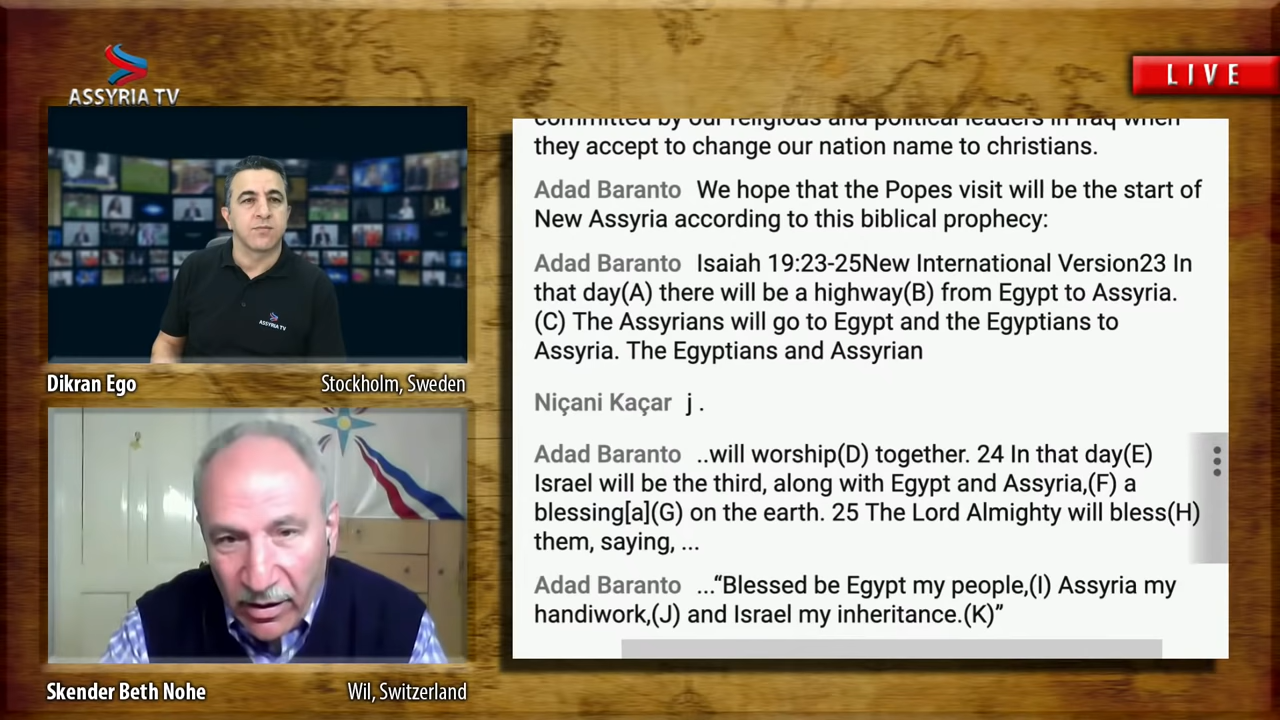 ASSYRIA TV
LIVE
ASSYRIA TV
Dikran Ego
Stockholm, Sweden
Skender Beth Nohe
Wil, Switzerland
committed by our religious and political leaders in Iraq when
they accept to change our nation name to christians.
Adad Baranto We hope that the Popes visit will be the start of
New Assyria according to this biblical prophecy:
Adad Baranto Isaiah 19:23-25New International Version23 In
that day(A) there will be a highway(B) from Egypt to Assyria.
(C) The Assyrians will go to Egypt and the Egyptians to
Assyria. The Egyptians and Assyrian
Niçani Kaçar j .
Adad Baranto ..will worship(D) together. 24 In that day(E)
Israel will be the third, along with Egypt and Assyria,(F) a
blessing[a](G) on the earth. 25 The Lord Almighty will bless(H)
them, saying, ...
Adad Baranto ...“Blessed be Egypt my people,(I) Assyria my
handiwork,(J) and Israel my inheritance.(K)”